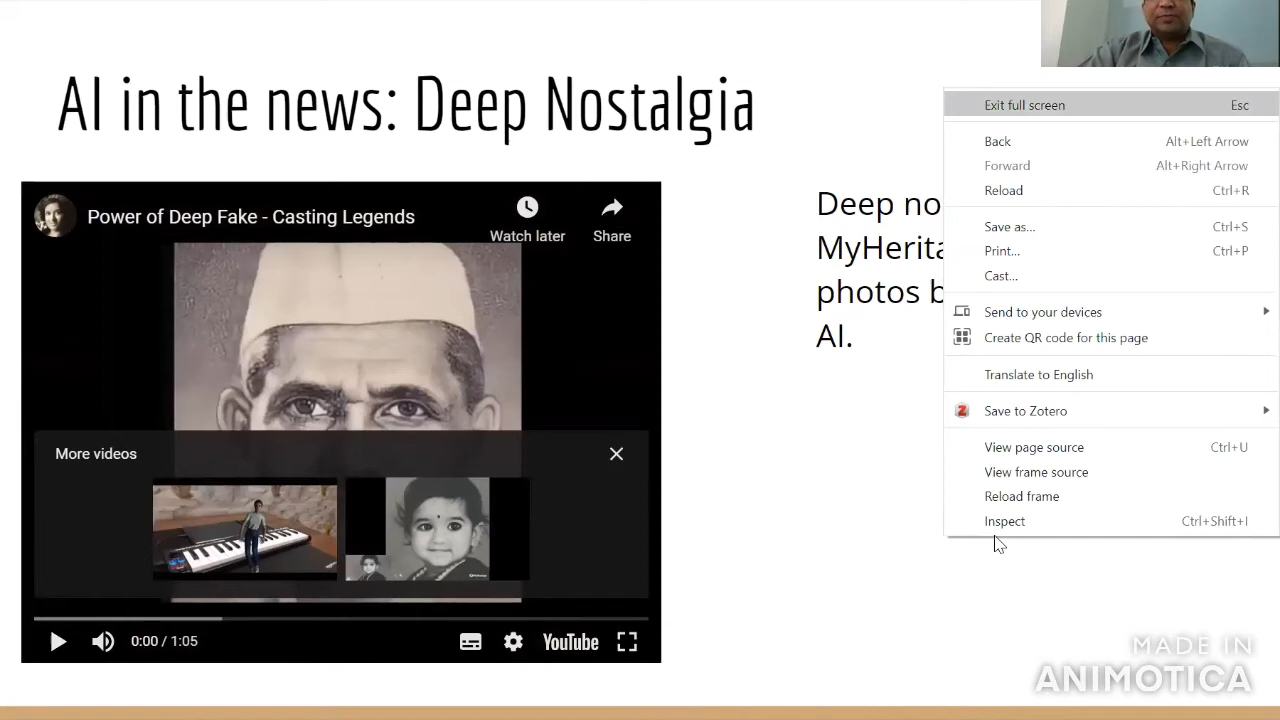 AI in the news: Deep Nostalgia
Power of Deep Fake - Casting Legends
Watch later
Share
More videos
0:00 / 1:05
YouTube
Deep no
MyHerita
photos b
AI.
Exit full screen Esc
Back Alt+Left Arrow
Forward Alt+Right Arrow
Reload Ctrl+R
Save as... Ctrl+S
Print... Ctrl+P
Cast...
Send to your devices
Create QR code for this page
Translate to English
Z Save to Zotero
View page source Ctrl+U
View frame source
Reload frame
Inspect Ctrl+Shift+I
MADE IN
ANIMOTICA